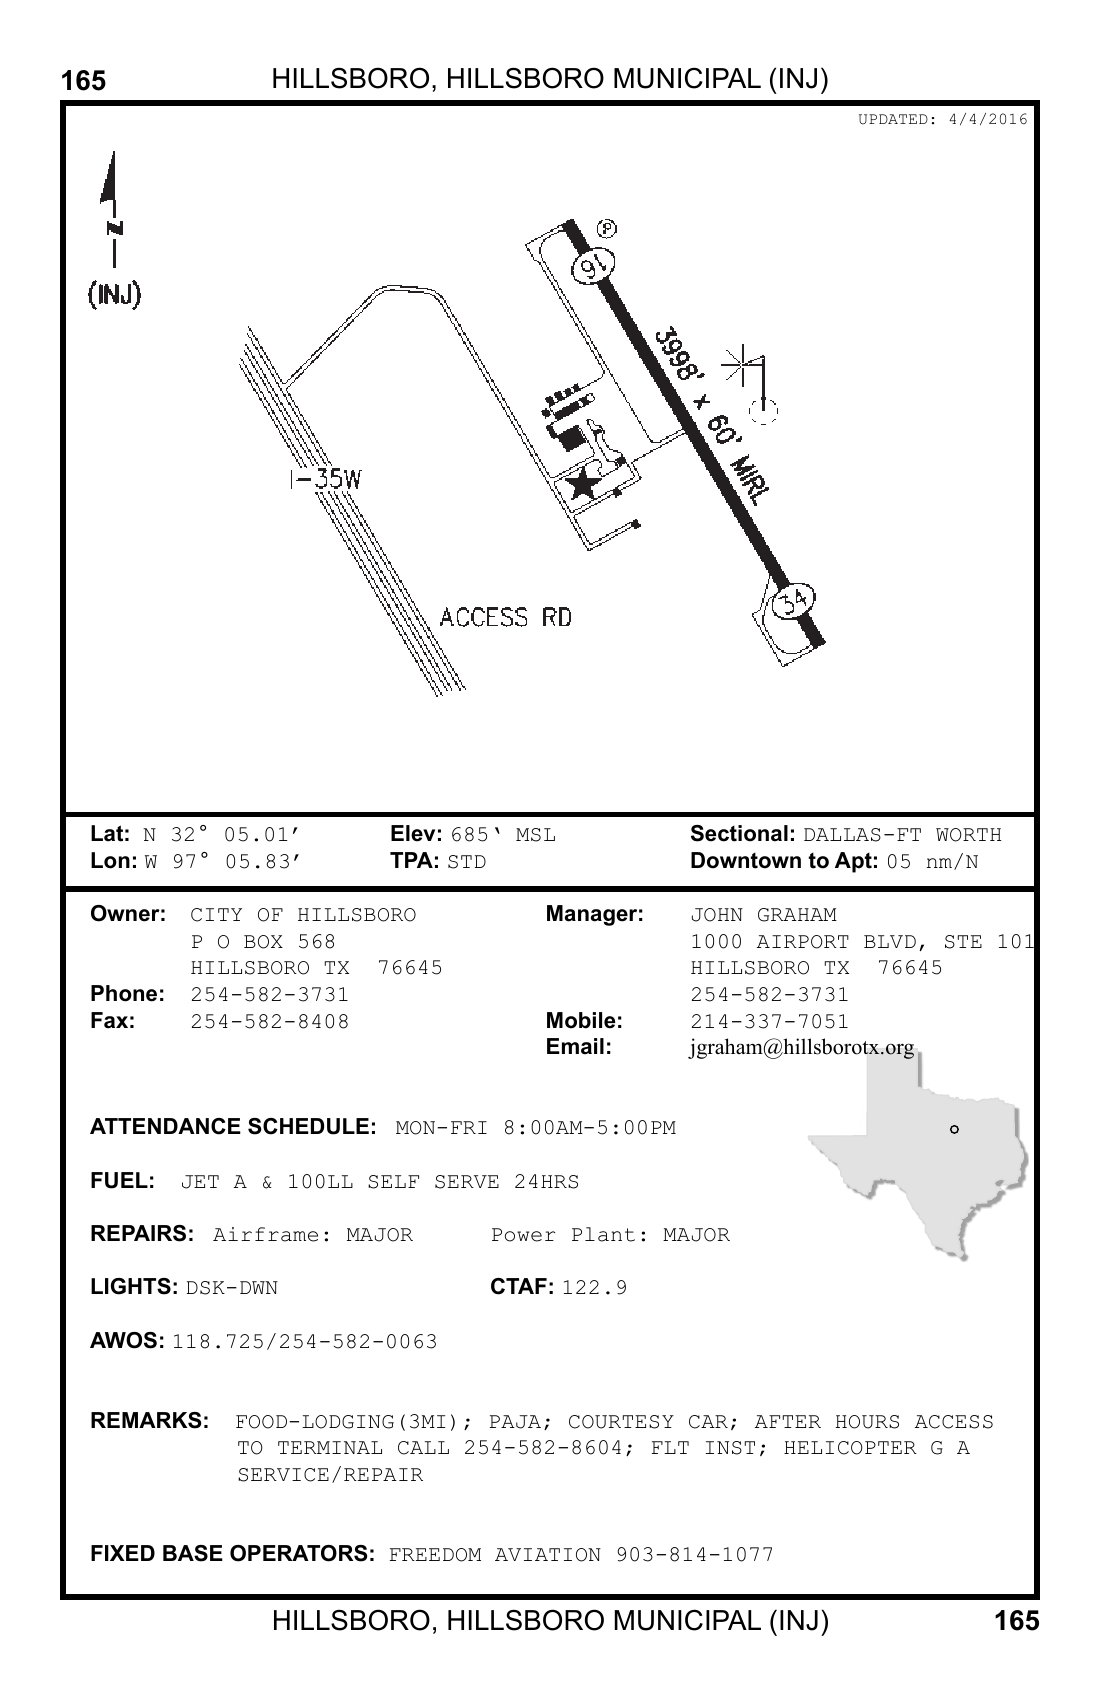 165 HILLSBORO, HILLSBORO MUNICIPAL (INJ)
UPDATED: 4/4/2016
N
(INJ)
P
16
3998' x 60' MIRL
I-35W
34
ACCESS RD
Lat: N 32° 05.01’ Elev: 685‘ MSL Sectional: DALLAS-FT WORTH
Lon: W 97° 05.83’ TPA: STD Downtown to Apt: 05 nm/N
Owner: CITY OF HILLSBORO Manager: JOHN GRAHAM
P O BOX 568 1000 AIRPORT BLVD, STE 101
HILLSBORO TX 76645 HILLSBORO TX 76645
Phone: 254-582-3731 254-582-3731
Fax: 254-582-8408 Mobile: 214-337-7051
Email: jgraham@hillsborotx.org
ATTENDANCE SCHEDULE: MON-FRI 8:00AM-5:00PM
FUEL: JET A & 100LL SELF SERVE 24HRS
REPAIRS: Airframe: MAJOR Power Plant: MAJOR
LIGHTS: DSK-DWN CTAF: 122.9
AWOS: 118.725/254-582-0063
REMARKS: FOOD-LODGING(3MI); PAJA; COURTESY CAR; AFTER HOURS ACCESS
TO TERMINAL CALL 254-582-8604; FLT INST; HELICOPTER G A
SERVICE/REPAIR
FIXED BASE OPERATORS: FREEDOM AVIATION 903-814-1077
HILLSBORO, HILLSBORO MUNICIPAL (INJ) 165